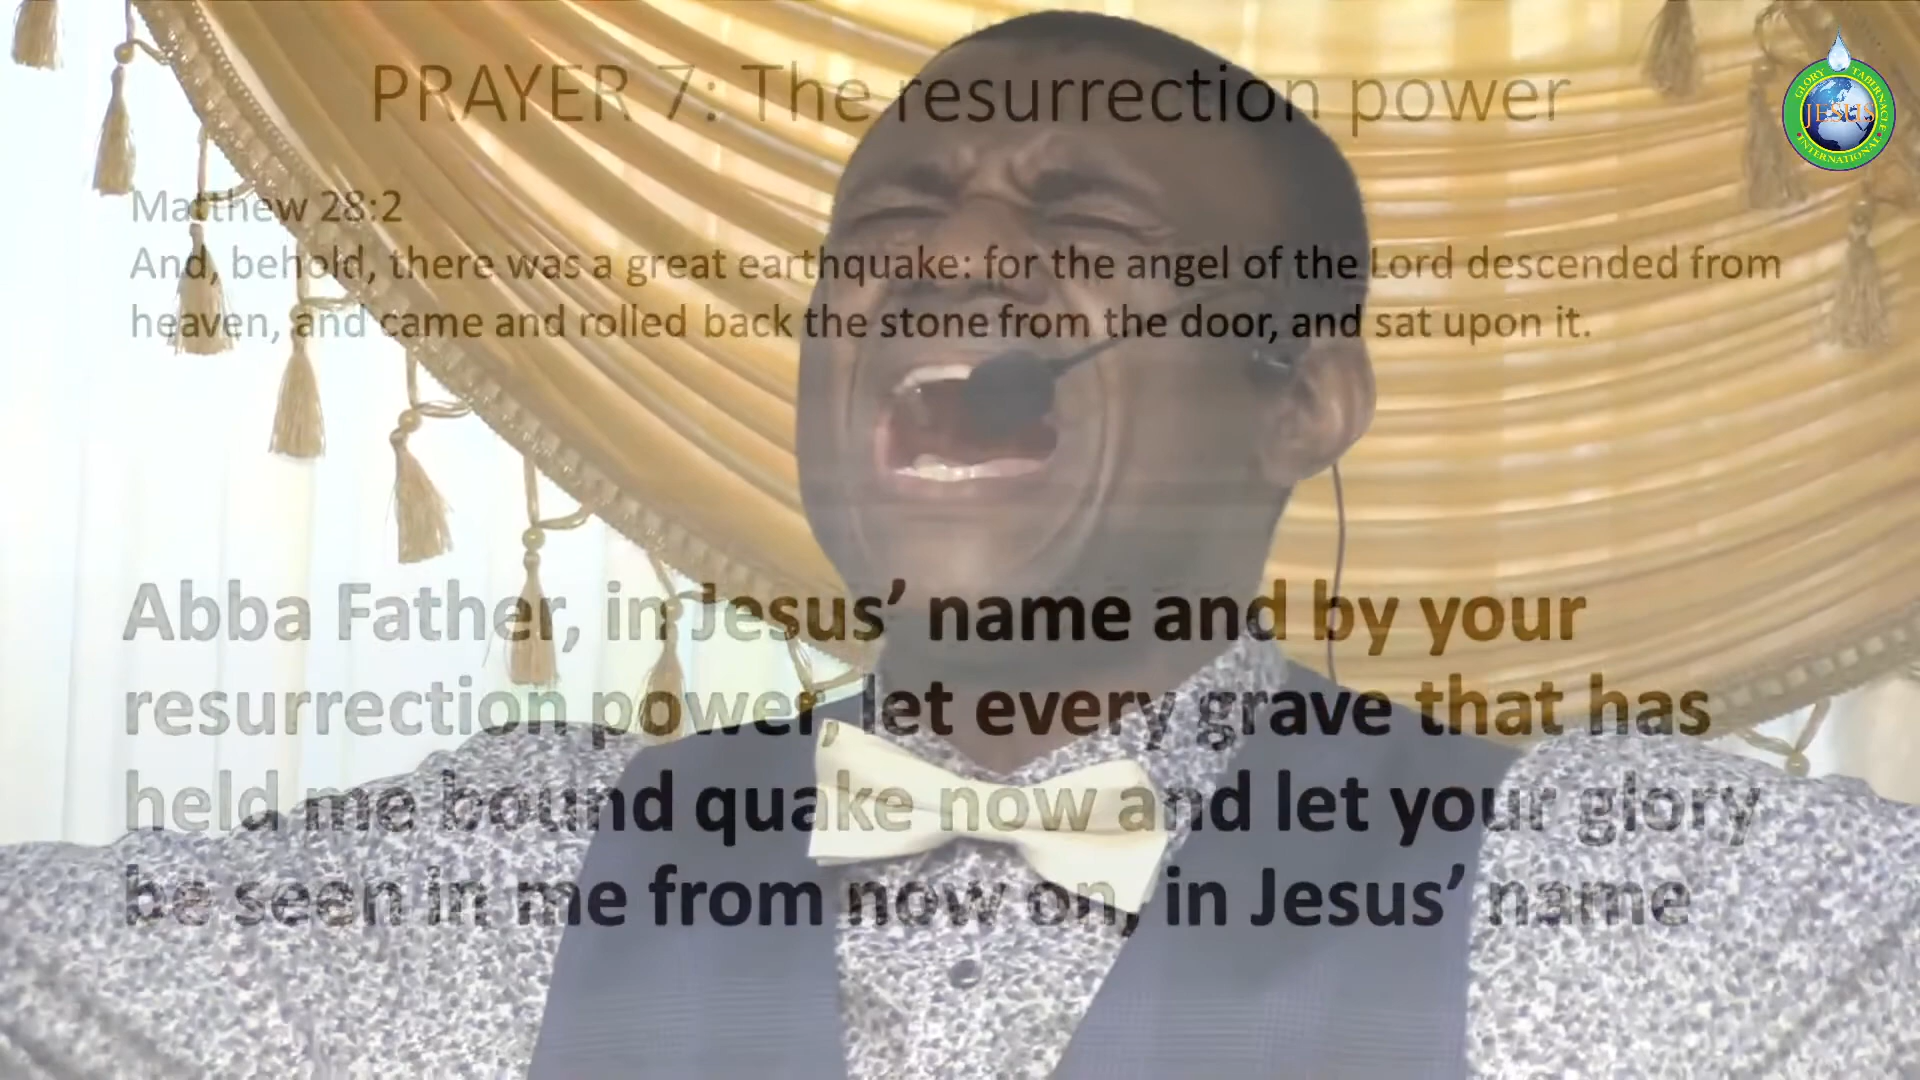 PRAYER 7: The resurrection power
Matthew 28:2
And, behold, there was a great earthquake: for the angel of the Lord descended from
heaven, and came and rolled back the stone from the door, and sat upon it.
Abba Father, in Jesus’ name and by your
resurrection power, let every grave that has
held me bound quake now and let your glory
be seen in me from now on, in Jesus’ name
GLORY TABERNACLE
JESUS
INTERNATIONAL